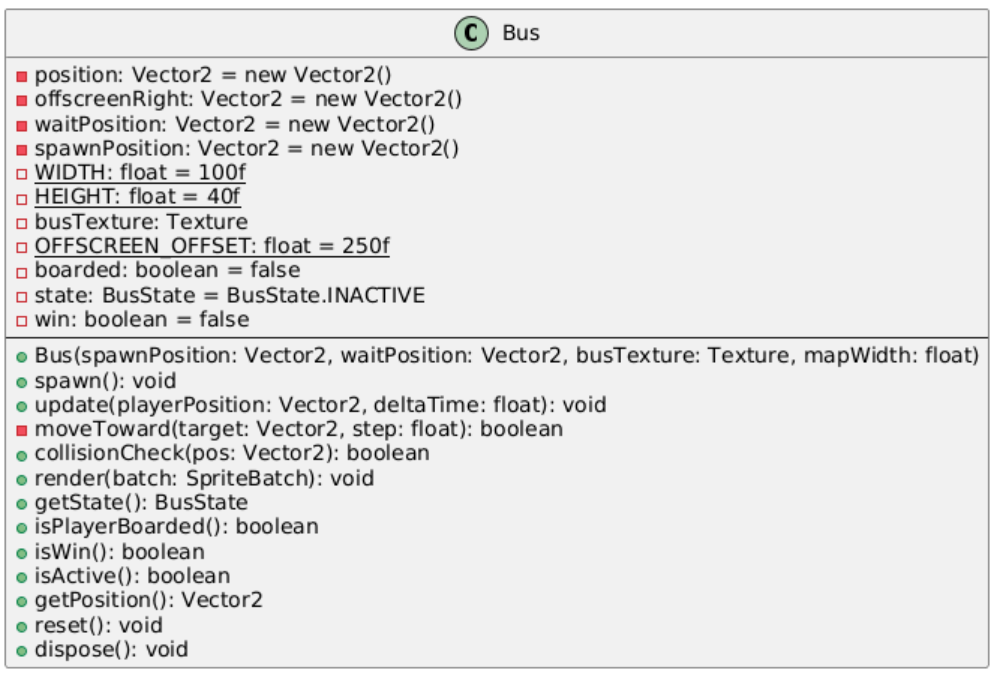 C Bus
position: Vector2 = new Vector2()
offscreenRight: Vector2 = new Vector2()
waitPosition: Vector2 = new Vector2()
spawnPosition: Vector2 = new Vector2()
WIDTH: float = 100f
HEIGHT: float = 40f
busTexture: Texture
OFFSCREEN_OFFSET: float = 250f
boarded: boolean = false
state: BusState = BusState.INACTIVE
win: boolean = false
Bus(spawnPosition: Vector2, waitPosition: Vector2, busTexture: Texture, mapWidth: float)
spawn(): void
update(playerPosition: Vector2, deltaTime: float): void
moveToward(target: Vector2, step: float): boolean
collisionCheck(pos: Vector2): boolean
render(batch: SpriteBatch): void
getState(): BusState
isPlayerBoarded(): boolean
isWin(): boolean
isActive(): boolean
getPosition(): Vector2
reset(): void
dispose(): void